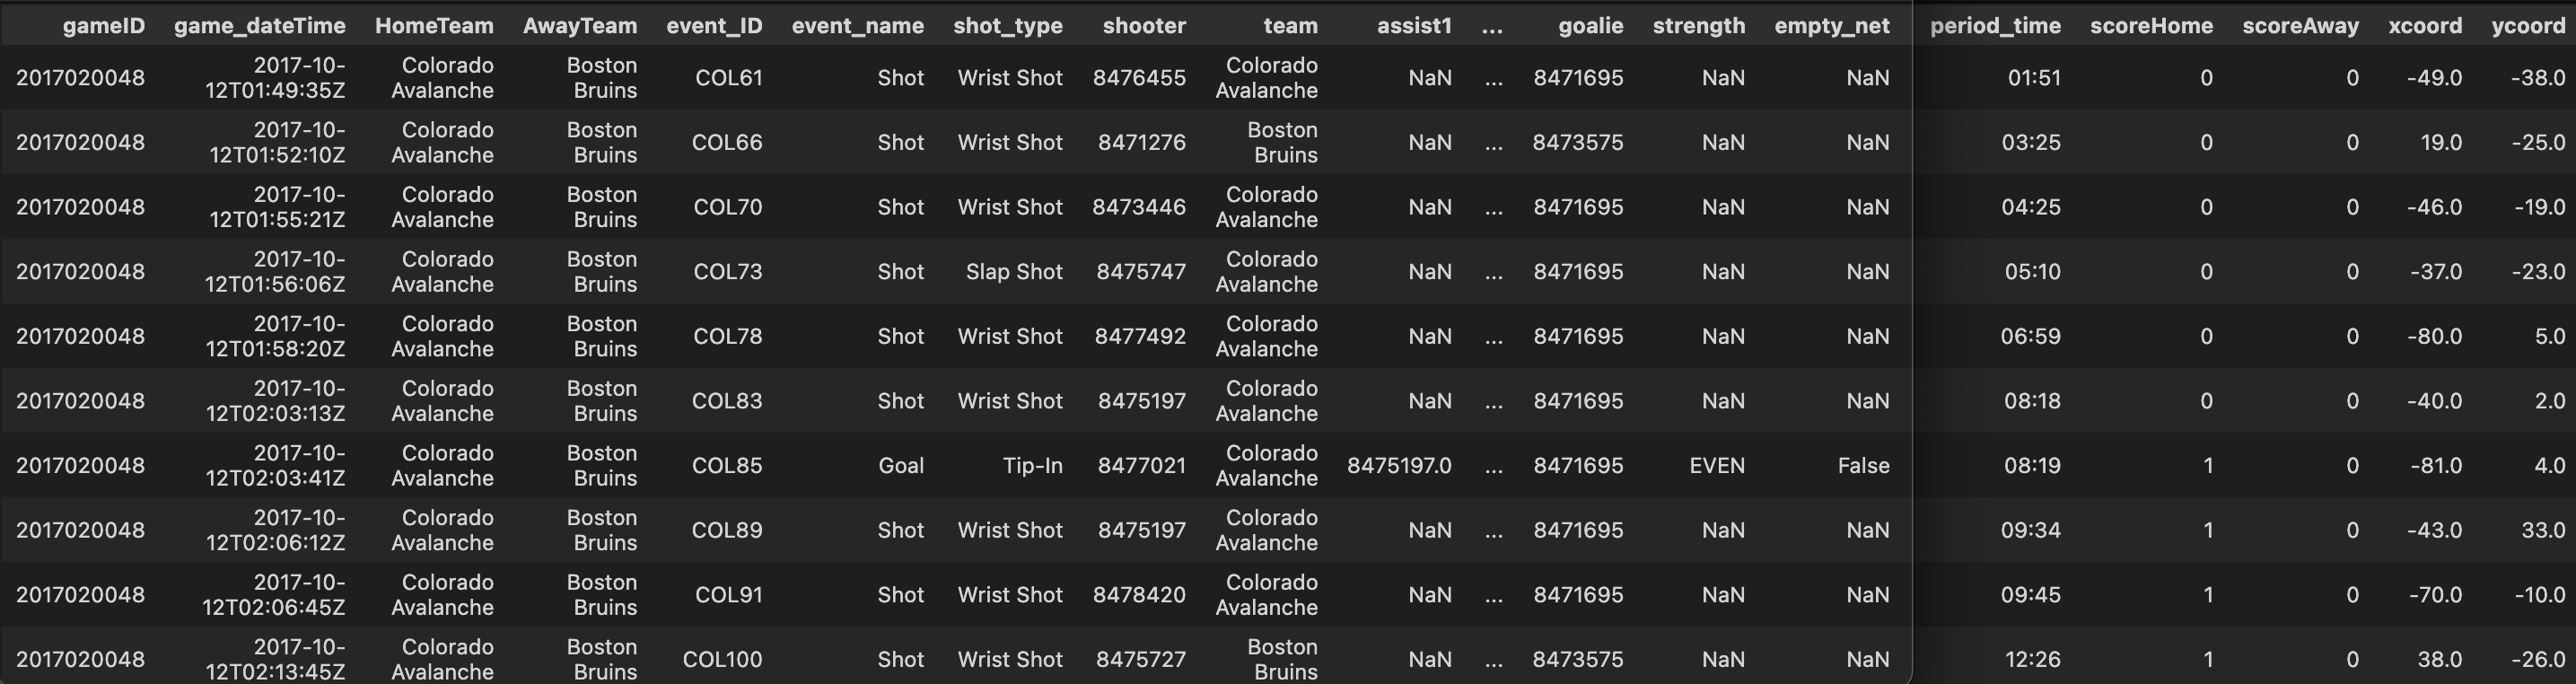 gameID game_dateTime HomeTeam AwayTeam event_ID event_name shot_type shooter team assist1 ... goalie strength empty_net period_time scoreHome scoreAway xcoord ycoord
2017-10- Colorado Boston Colorado
2017020048 COL61 Shot Wrist Shot 8476455 NaN ... 8471695 NaN NaN 01:51 0 0 -49.0 -38.0
12T01:49:35Z Avalanche Bruins Avalanche
2017-10- Colorado Boston Boston
2017020048 COL66 Shot Wrist Shot 8471276 NaN ... 8473575 NaN NaN 03:25 0 0 19.0 -25.0
12T01:52:10Z Avalanche Bruins Bruins
2017-10- Colorado Boston Colorado
2017020048 COL70 Shot Wrist Shot 8473446 NaN ... 8471695 NaN NaN 04:25 0 0 -46.0 -19.0
12T01:55:21Z Avalanche Bruins Avalanche
2017-10- Colorado Boston Colorado
2017020048 COL73 Shot Slap Shot 8475747 NaN ... 8471695 NaN NaN 05:10 0 0 -37.0 -23.0
12T01:56:06Z Avalanche Bruins Avalanche
2017-10- Colorado Boston Colorado
2017020048 COL78 Shot Wrist Shot 8477492 NaN ... 8471695 NaN NaN 06:59 0 0 -80.0 5.0
12T01:58:20Z Avalanche Bruins Avalanche
2017-10- Colorado Boston Colorado
2017020048 COL83 Shot Wrist Shot 8475197 NaN ... 8471695 NaN NaN 08:18 0 0 -40.0 2.0
12T02:03:13Z Avalanche Bruins Avalanche
2017-10- Colorado Boston Colorado
2017020048 COL85 Goal Tip-In 8477021 8475197.0 ... 8471695 EVEN False 08:19 1 0 -81.0 4.0
12T02:03:41Z Avalanche Bruins Avalanche
2017-10- Colorado Boston Colorado
2017020048 COL89 Shot Wrist Shot 8475197 NaN ... 8471695 NaN NaN 09:34 1 0 -43.0 33.0
12T02:06:12Z Avalanche Bruins Avalanche
2017-10- Colorado Boston Colorado
2017020048 COL91 Shot Wrist Shot 8478420 NaN ... 8471695 NaN NaN 09:45 1 0 -70.0 -10.0
12T02:06:45Z Avalanche Bruins Avalanche
2017-10- Colorado Boston Boston
2017020048 COL100 Shot Wrist Shot 8475727 NaN ... 8473575 NaN NaN 12:26 1 0 38.0 -26.0
12T02:13:45Z Avalanche Bruins Bruins